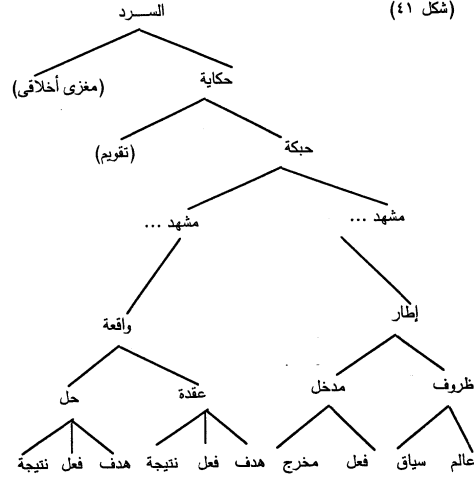 (شكل ٤١)
الســرد
حكاية (مغزى أخلاقى)
حبكة (تقويم)
مشهد ... مشهد ...
إطار واقعة
ظروف مدخل عقدة حل
عالم سياق فعل مخرج هدف فعل نتيجة هدف فعل نتيجة